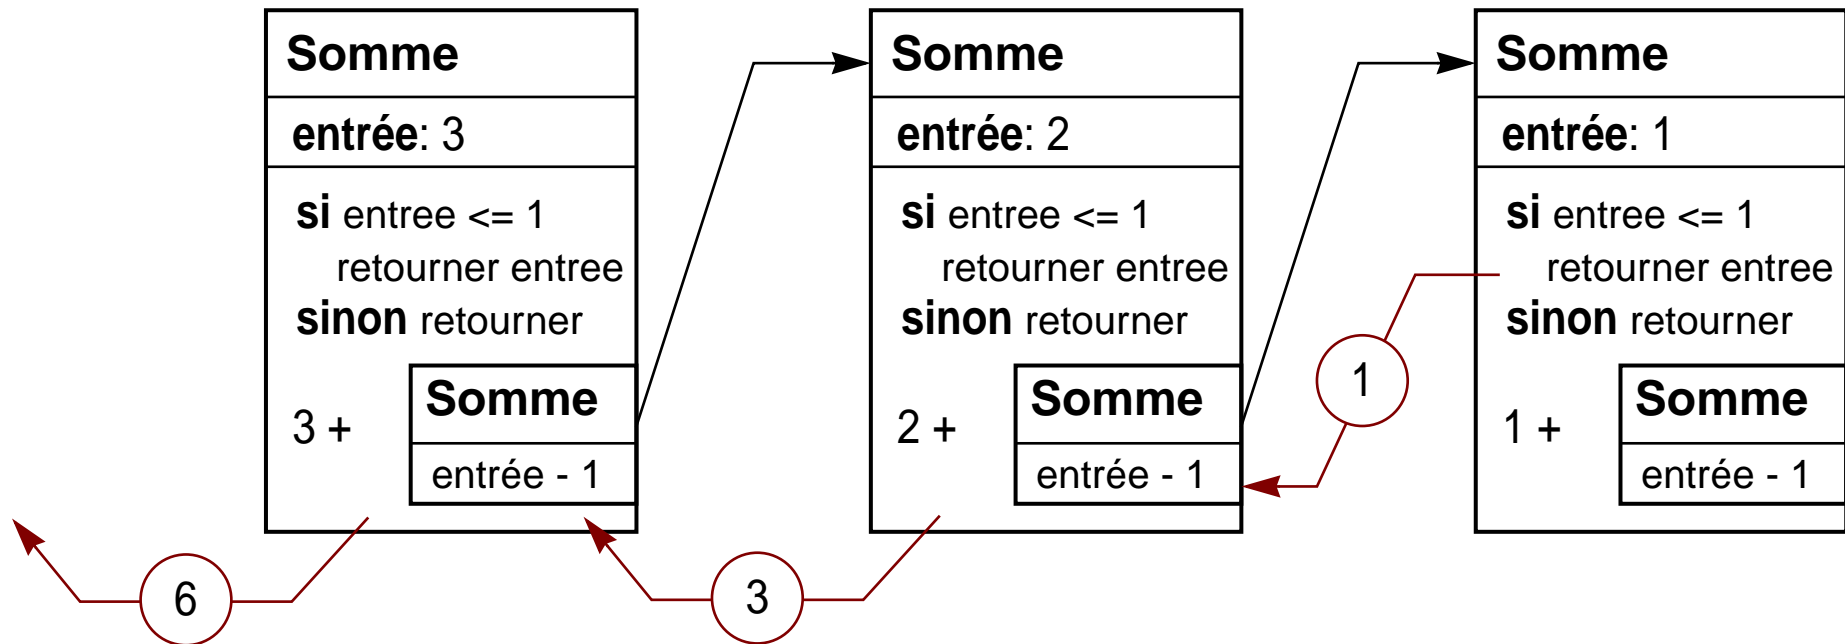 Somme
entrée: 3
si entree <= 1
retourner entree
sinon retourner
3 +
Somme
entrée - 1
6
Somme
entrée: 2
si entree <= 1
retourner entree
sinon retourner
2 +
Somme
entrée - 1
3
Somme
entrée: 1
si entree <= 1
retourner entree
sinon retourner
1 +
Somme
entrée - 1
1